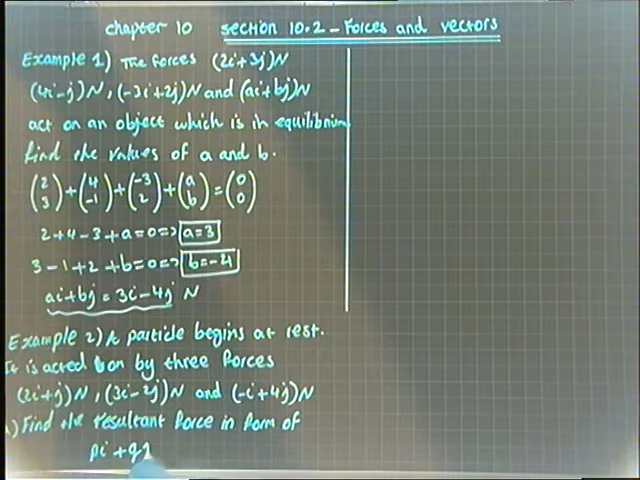 chapter 10 section 10.2 - Forces and vectors
Example 1) The forces (2i+3j)N
(4i-j)N, (-3i+2j)N and (ai+bj)N
act on an object which is in equilibrium
find the values of a and b.
(2 3) + (4 -1) + (-3 2) + (a b) = (0 0)
2+4-3+a=0 => a=3
3-1+2+b=0 => b=-4
ai+bj = 3i-4j N
Example 2) A particle begins at rest.
It is acted on by three forces
(2i+j)N, (3i-2j)N and (-i+4j)N
) Find the resultant force in form of
pi + qj